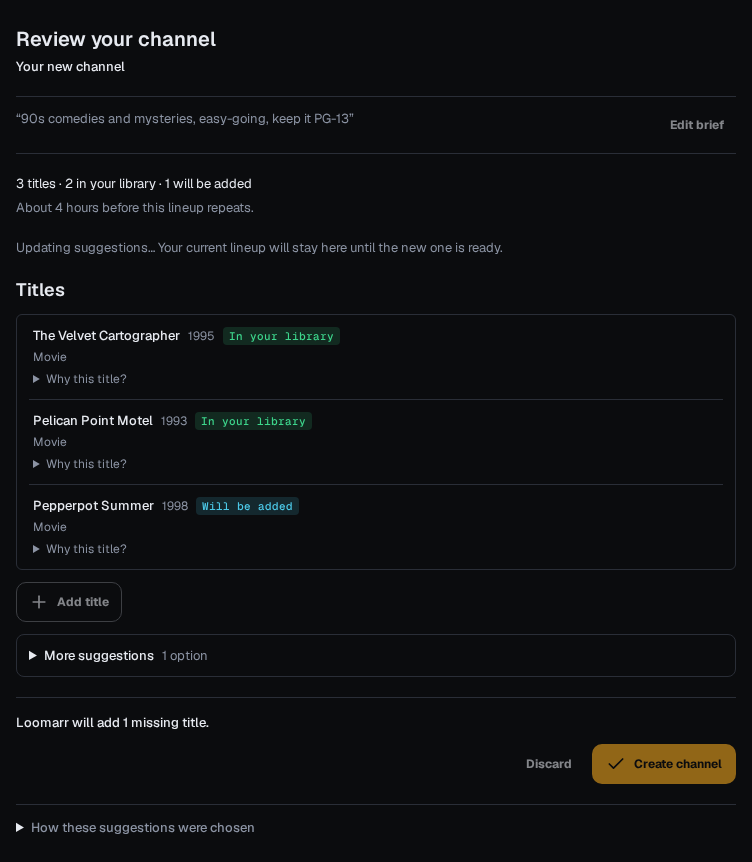 Review your channel
Your new channel
“90s comedies and mysteries, easy-going, keep it PG-13”
Edit brief
3 titles · 2 in your library · 1 will be added
About 4 hours before this lineup repeats.
Updating suggestions… Your current lineup will stay here until the new one is ready.
Titles
The Velvet Cartographer 1995 In your library
Movie
Why this title?
Pelican Point Motel 1993 In your library
Movie
Why this title?
Pepperpot Summer 1998 Will be added
Movie
Why this title?
Add title
More suggestions 1 option
Loomarr will add 1 missing title.
Discard Create channel
How these suggestions were chosen